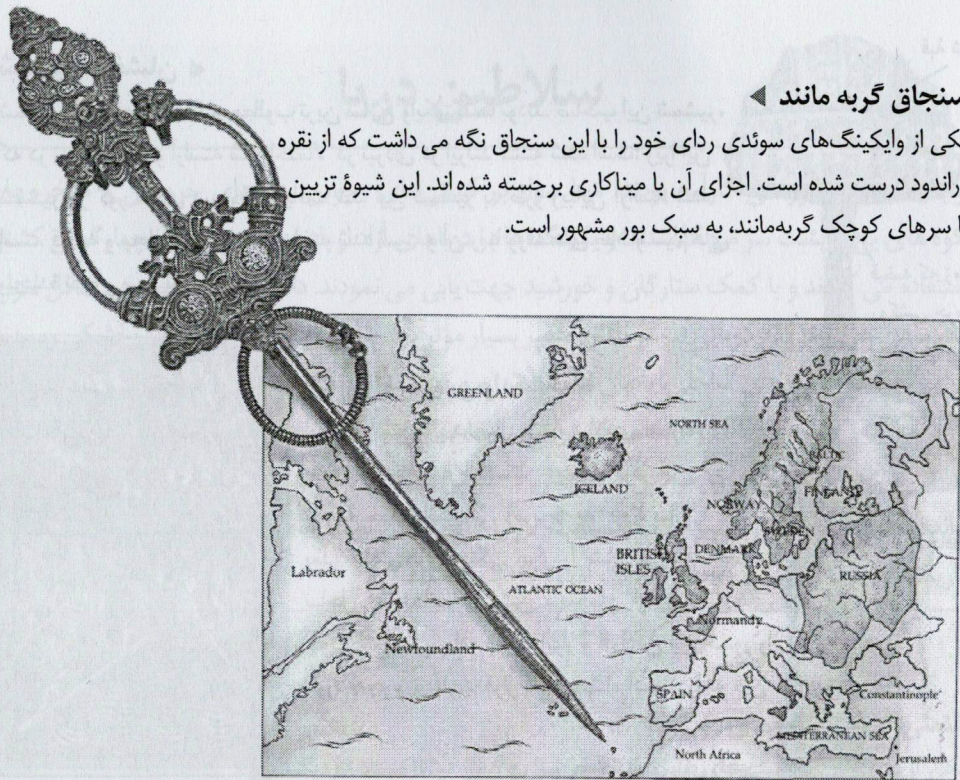 سنجاق گربه مانند ◀
یکی از وایکینگ‌های سوئدی ردای خود را با این سنجاق نگه می داشت که از نقره
زراندود درست شده است. اجزای آن با میناکاری برجسته شده اند. این شیوهٔ تزیین
با سرهای کوچک گربه‌مانند، به سبک بور مشهور است.
GREENLAND
NORTH SEA
ICELAND
BALTIC
NORWAY
FINLAND
SWEDEN
BRITISH
ISLES
DENMARK
RUSSIA
Labrador
ATLANTIC OCEAN
Normandy
Newfoundland
SPAIN
Constantinople
MEDITERRANEAN SEA
North Africa
Jerusalem